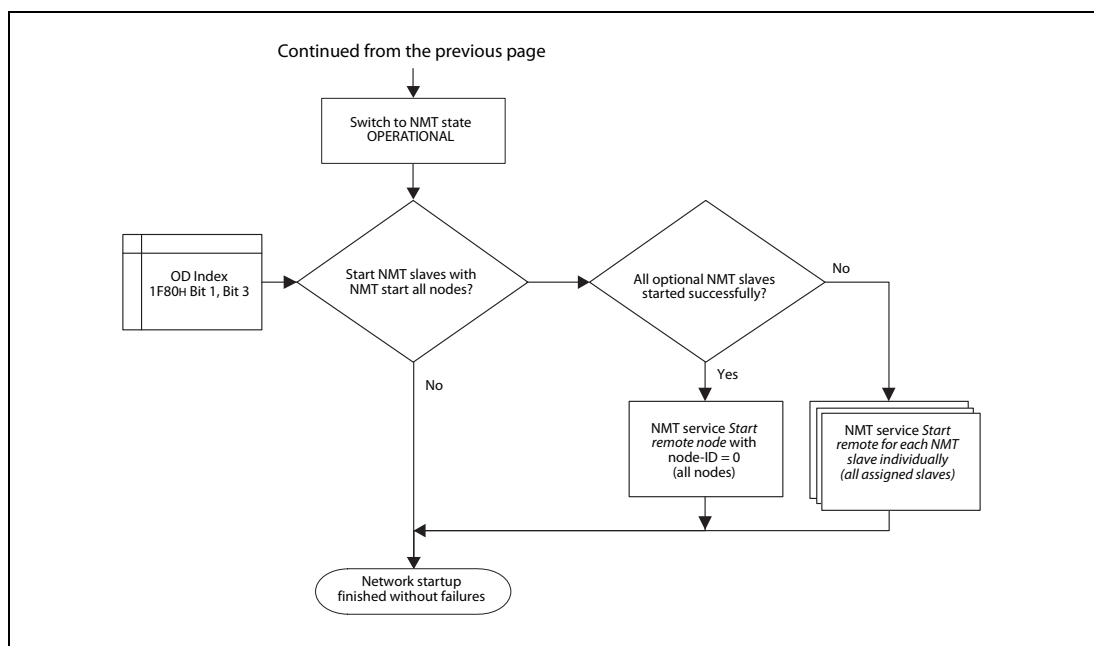 Continued from the previous page
Switch to NMT state
OPERATIONAL
OD Index
1F80H Bit 1, Bit 3
Start NMT slaves with
NMT start all nodes?
All optional NMT slaves
started successfully?
No
No
Yes
NMT service Start
remote node with
node-ID = 0
(all nodes)
NMT service Start
remote for each NMT
slave individually
(all assigned slaves)
Network startup
finished without failures